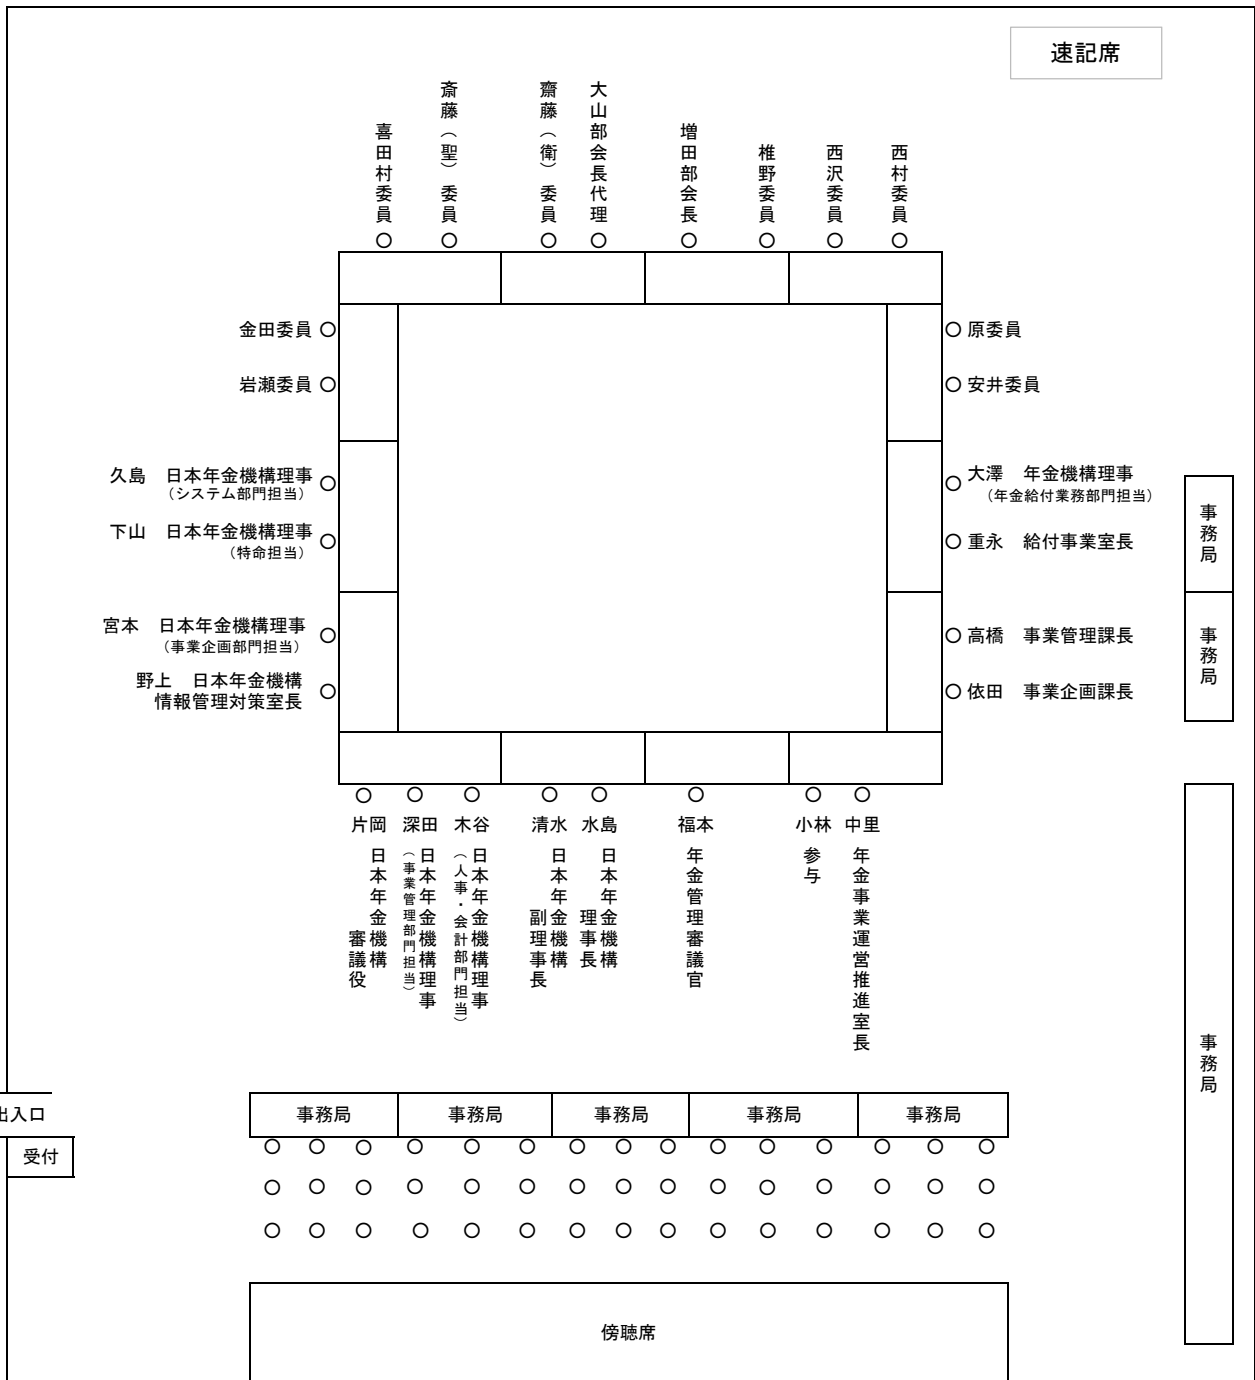 速記席
喜田村委員
斎藤（聖）委員
齋藤（衛）委員
大山部会長代理
増田部会長
椎野委員
西沢委員
西村委員
金田委員
岩瀬委員
久島　日本年金機構理事
（システム部門担当）
下山　日本年金機構理事
（特命担当）
宮本　日本年金機構理事
（事業企画部門担当）
野上　日本年金機構
情報管理対策室長
原委員
安井委員
大澤　年金機構理事
（年金給付業務部門担当）
重永　給付事業室長
高橋　事業管理課長
依田　事業企画課長
事務局
事務局
片岡
日本年金機構
審議役
深田
日本年金機構理事
（事業管理部門担当）
木谷
日本年金機構理事
（人事・会計部門担当）
清水
日本年金機構
副理事長
水島
日本年金機構
理事長
福本
年金管理審議官
小林
参与
中里
年金事業運営推進室長
事務局
出入口
受付
事務局
事務局
事務局
事務局
事務局
傍聴席